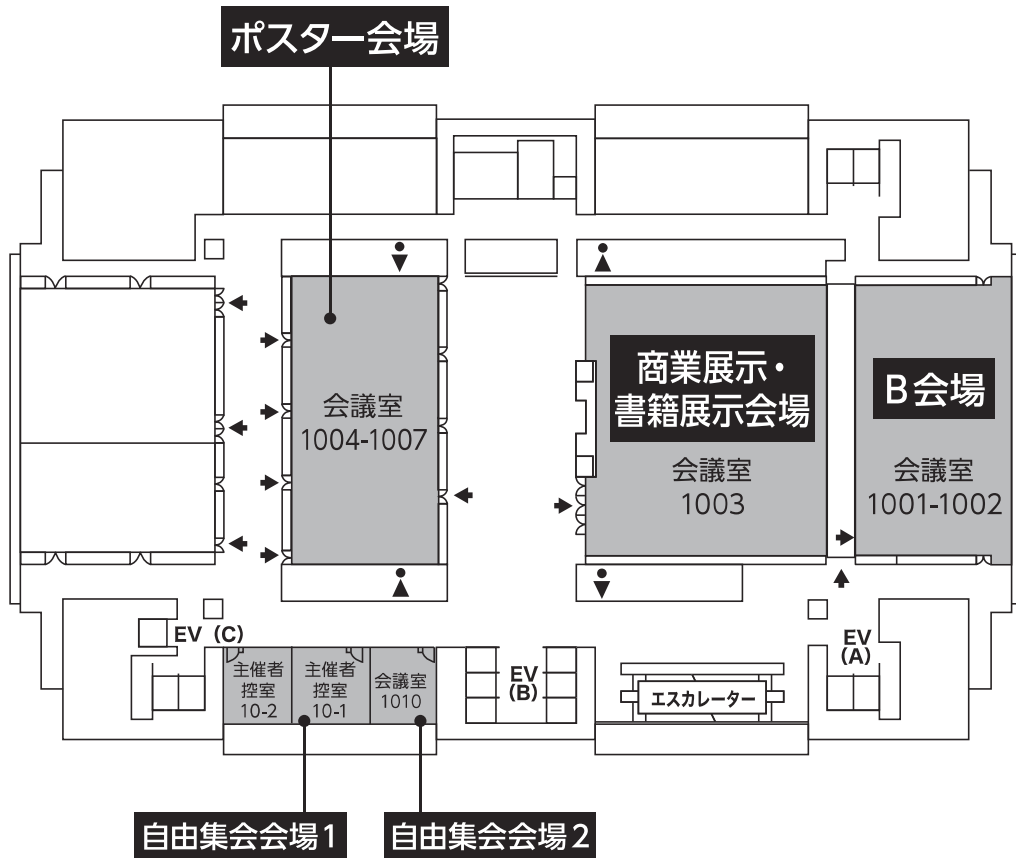 ポスター会場
会議室
1004-1007
商業展示・
書籍展示会場
会議室
1003
B会場
会議室
1001-1002
EV (C)
主催者
控室
10-2
主催者
控室
10-1
会議室
1010
EV
(B)
エスカレーター
EV
(A)
自由集会会場1
自由集会会場2